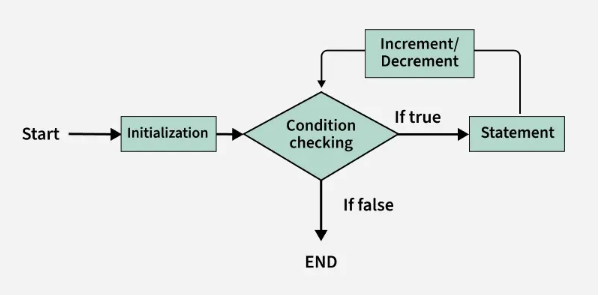 Increment/
Decrement
Start
Initialization
Condition
checking
If true
Statement
If false
END